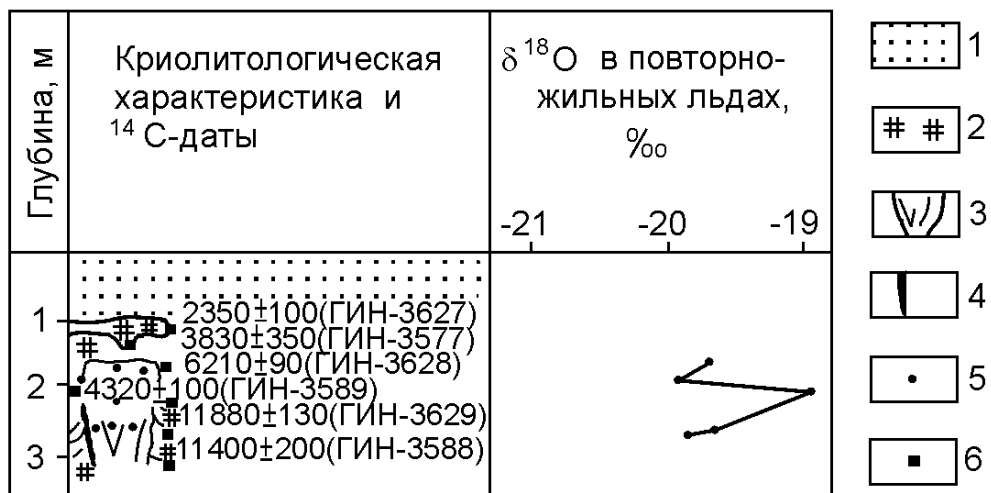 Глубина, м
Криолитологическая
характеристика и
¹⁴ С-даты
δ ¹⁸O в повторно-
жильных льдах,
‰
-21 -20 -19
1
2350±100(ГИН-3627)
3830±350(ГИН-3577)
6210±90(ГИН-3628)
2
4320±100(ГИН-3589)
11880±130(ГИН-3629)
3
11400±200(ГИН-3588)
1
2
3
4
5
6